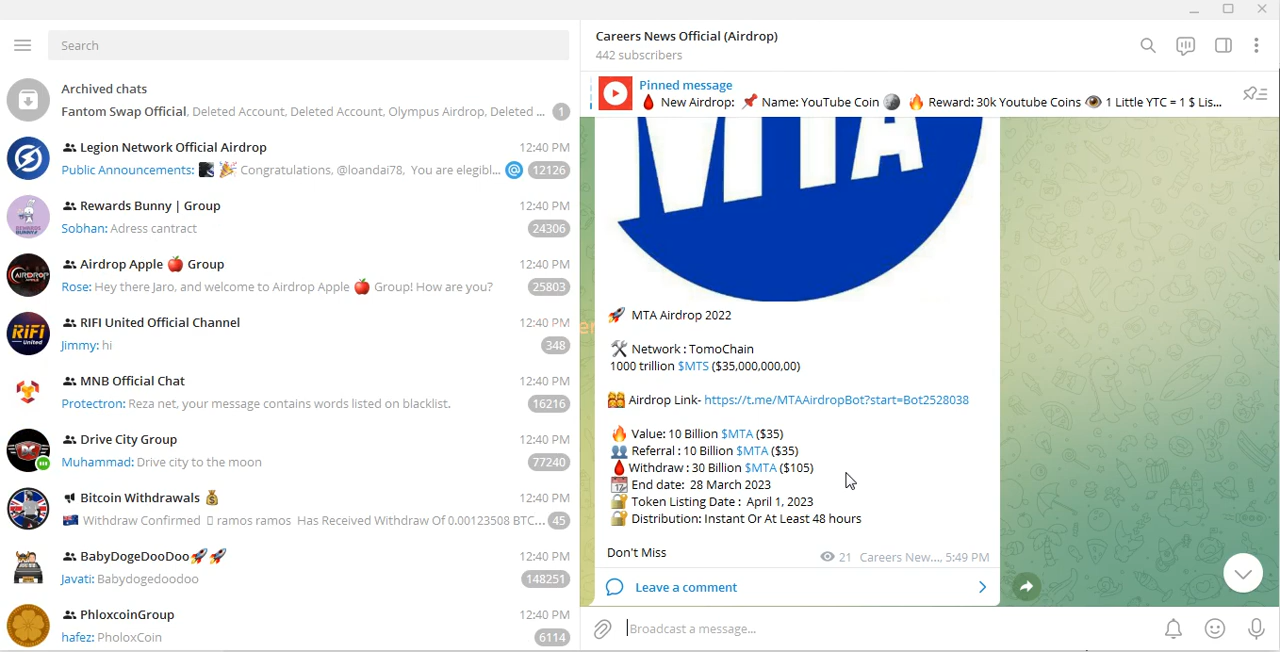 Search
Archived chats
Fantom Swap Official, Deleted Account, Deleted Account, Olympus Airdrop, Deleted ... 1
Legion Network Official Airdrop 12:40 PM
Public Announcements: Congratulations, @loandai78, You are eligibl... @ 12126
Rewards Bunny | Group 12:40 PM
Sobhan: Adress cantract 24306
Airdrop Apple 🍎 Group 12:40 PM
Rose: Hey there Jaro, and welcome to Airdrop Apple 🍎 Group! How are you? 25803
RIFI United Official Channel 12:40 PM
Jimmy: hi 348
MNB Official Chat 12:40 PM
Protectron: Reza net, your message contains words listed on blacklist. 16216
Drive City Group 12:40 PM
Muhammad: Drive city to the moon 77240
Bitcoin Withdrawals 💰 12:40 PM
🇦🇺 Withdraw Confirmed ramos ramos Has Received Withdraw Of 0.00123508 BTC... 45
BabyDogeDooDoo🚀🚀 12:40 PM
Javati: Babydogedoodoo 148251
PhloxcoinGroup 12:40 PM
hafez: PholoxCoin 6114
Careers News Official (Airdrop)
442 subscribers
Pinned message
🩸 New Airdrop: 📌 Name: YouTube Coin 🌒 🔥 Reward: 30k Youtube Coins 👁 1 Little YTC = 1 $ Lis...
MTA
🚀 MTA Airdrop 2022
🛠 Network : TomoChain
1000 trillion $MTS ($35,000,000,00)
👭 Airdrop Link- https://t.me/MTAAirdropBot?start=Bot2528038
🔥 Value: 10 Billion $MTA ($35)
👥 Referral : 10 Billion $MTA ($35)
🩸 Withdraw : 30 Billion $MTA ($105)
📆 End date: 28 March 2023
🔐 Token Listing Date : April 1, 2023
🔐 Distribution: Instant Or At Least 48 hours
Don't Miss
21 Careers New..., 5:49 PM
Leave a comment
Broadcast a message...
RIFI
United
AIRDROP
REWARDS
BUNNY
DC